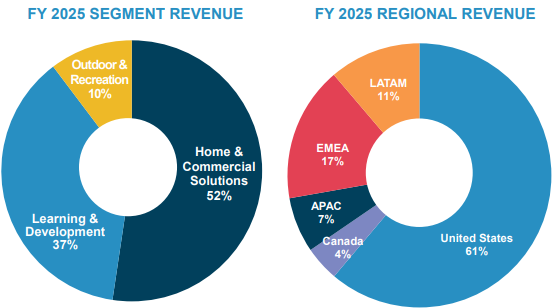 FY 2025 SEGMENT REVENUE
Outdoor &
Recreation
10%
Home &
Commercial
Solutions
52%
Learning &
Development
37%
FY 2025 REGIONAL REVENUE
LATAM
11%
EMEA
17%
APAC
7%
Canada
4%
United States
61%